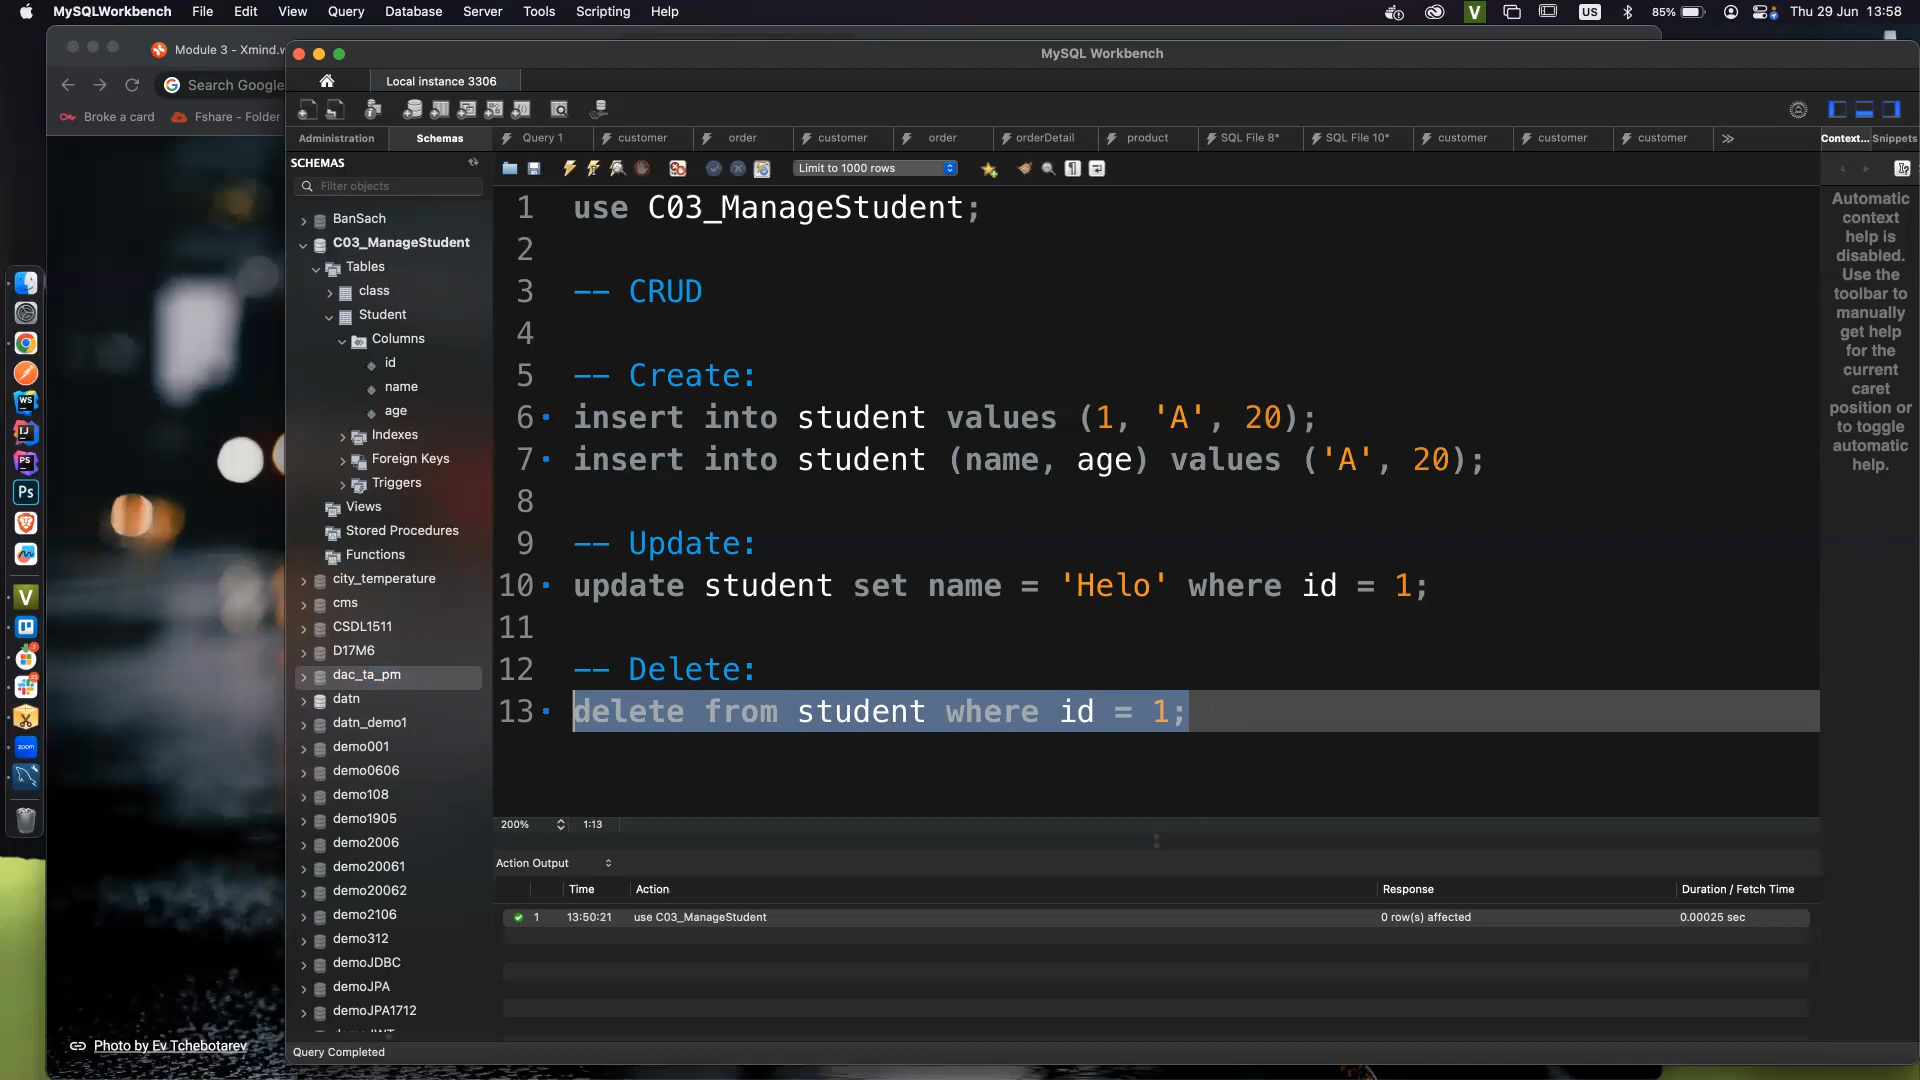 MySQLWorkbench File Edit View Query Database Server Tools Scripting Help
V US 85% Thu 29 Jun 13:58
Module 3 - Xmind.w
MySQL Workbench
Search Google
Local instance 3306
Broke a card Fshare - Folder
Administration Schemas
Query 1 customer order customer order orderDetail product SQL File 8* SQL File 10* customer customer customer
Context... Snippets
SCHEMAS
Limit to 1000 rows
Filter objects
BanSach
C03_ManageStudent
Tables
class
Student
Columns
id
name
age
Indexes
Foreign Keys
Triggers
Views
Stored Procedures
Functions
city_temperature
cms
CSDL1511
D17M6
dac_ta_pm
datn
datn_demo1
demo001
demo0606
demo108
demo1905
demo2006
demo20061
demo20062
demo2106
demo312
demoJDBC
demoJPA
demoJPA1712
1 use C03_ManageStudent;
2
3 -- CRUD
4
5 -- Create:
6 insert into student values (1, 'A', 20);
7 insert into student (name, age) values ('A', 20);
8
9 -- Update:
10 update student set name = 'Helo' where id = 1;
11
12 -- Delete:
13 delete from student where id = 1;
Automatic
context
help is
disabled.
Use the
toolbar to
manually
get help
for the
current
caret
position or
to toggle
automatic
help.
200% 1:13
Action Output
Time Action Response Duration / Fetch Time
1 13:50:21 use C03_ManageStudent 0 row(s) affected 0.00025 sec
Photo by Ev Tchebotarev
Query Completed
WS
IJ
PS
Ps
V
zoom